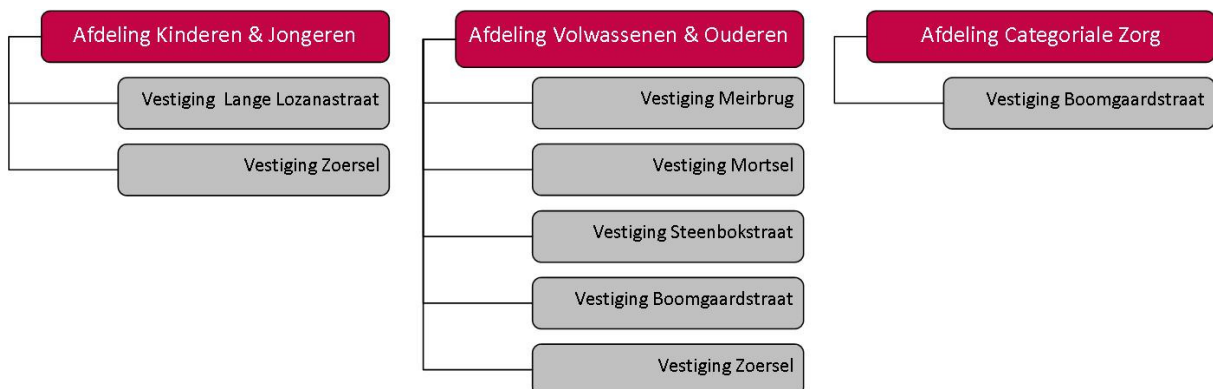 Afdeling Kinderen & Jongeren
Vestiging Lange Lozanastraat
Vestiging Zoersel
Afdeling Volwassenen & Ouderen
Vestiging Meirbrug
Vestiging Mortsel
Vestiging Steenbokstraat
Vestiging Boomgaardstraat
Vestiging Zoersel
Afdeling Categoriale Zorg
Vestiging Boomgaardstraat